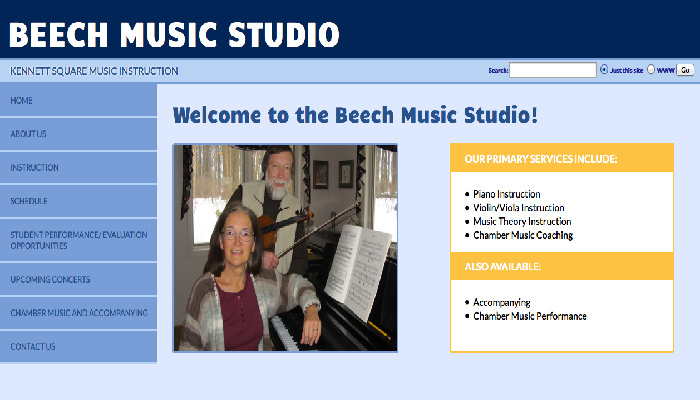 BEECH MUSIC STUDIO
KENNETT SQUARE MUSIC INSTRUCTION
Search: Just this site WWW Go
HOME
ABOUT US
INSTRUCTION
SCHEDULE
STUDENT PERFORMANCE/ EVALUATION
OPPORTUNITIES
UPCOMING CONCERTS
CHAMBER MUSIC AND ACCOMPANYING
CONTACT US
Welcome to the Beech Music Studio!
OUR PRIMARY SERVICES INCLUDE:
• Piano Instruction
• Violin/Viola Instruction
• Music Theory Instruction
• Chamber Music Coaching
ALSO AVAILABLE:
• Accompanying
• Chamber Music Performance